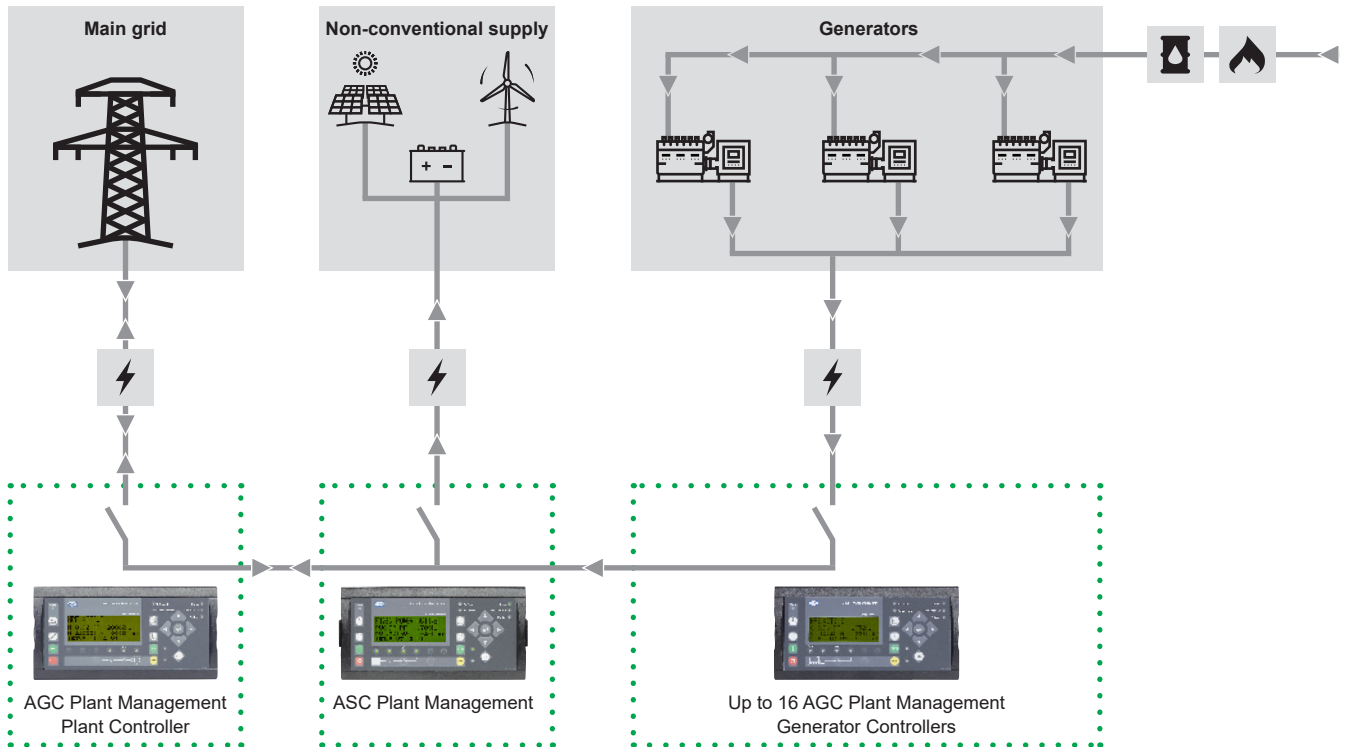 Main grid
Non-conventional supply
Generators
AGC Plant Management
Plant Controller
ASC Plant Management
Up to 16 AGC Plant Management
Generator Controllers